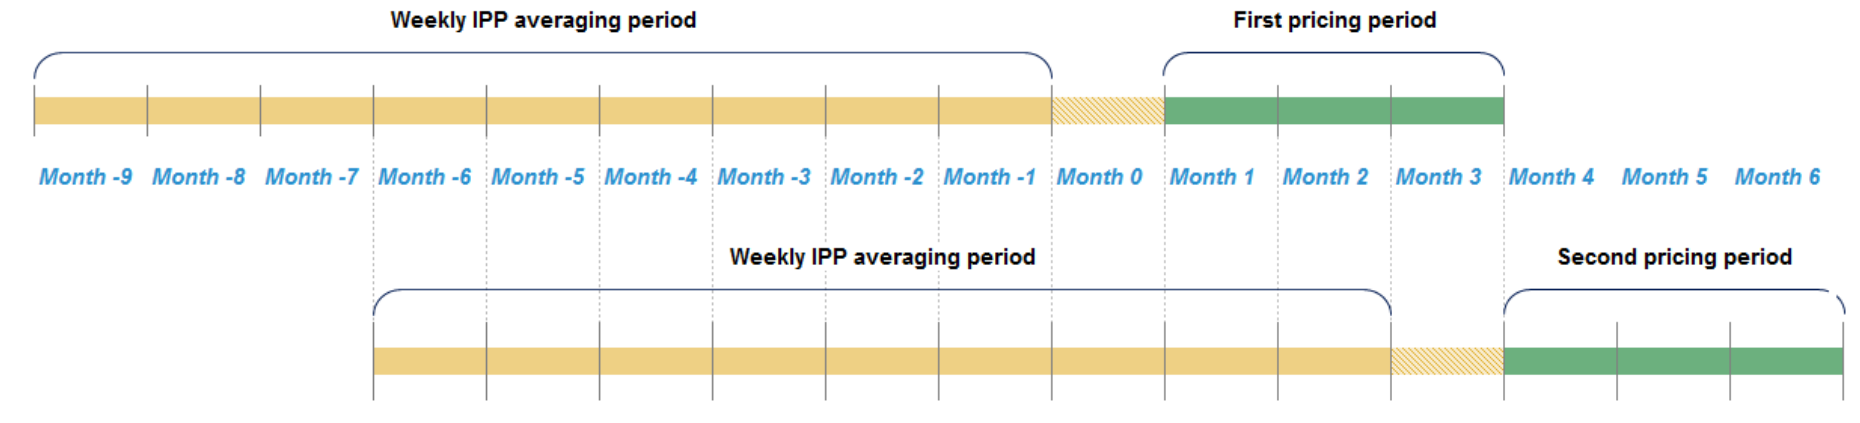 Weekly IPP averaging period First pricing period
Month -9 Month -8 Month -7 Month -6 Month -5 Month -4 Month -3 Month -2 Month -1 Month 0 Month 1 Month 2 Month 3 Month 4 Month 5 Month 6
Weekly IPP averaging period Second pricing period